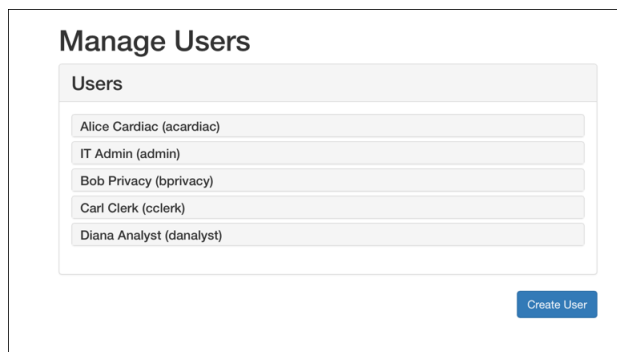 Manage Users
Users
Alice Cardiac (acardiac)
IT Admin (admin)
Bob Privacy (bprivacy)
Carl Clerk (cclerk)
Diana Analyst (danalyst)
Create User